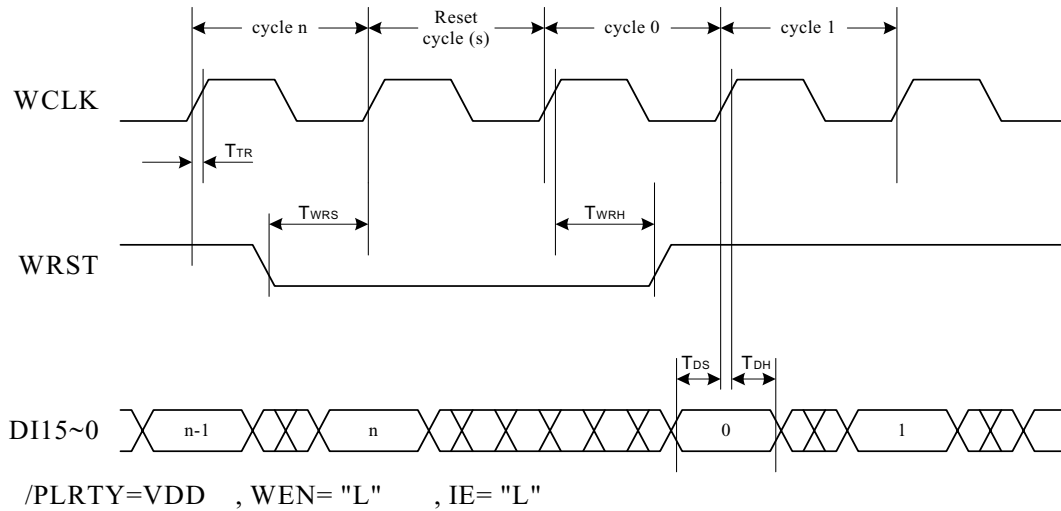 cycle n
Reset
cycle (s)
cycle 0
cycle 1
WCLK
TTR
TWRS
TWRH
WRST
TDS
TDH
DI15~0
n-1
n
0
1
/PLRTY=VDD , WEN= "L" , IE= "L"